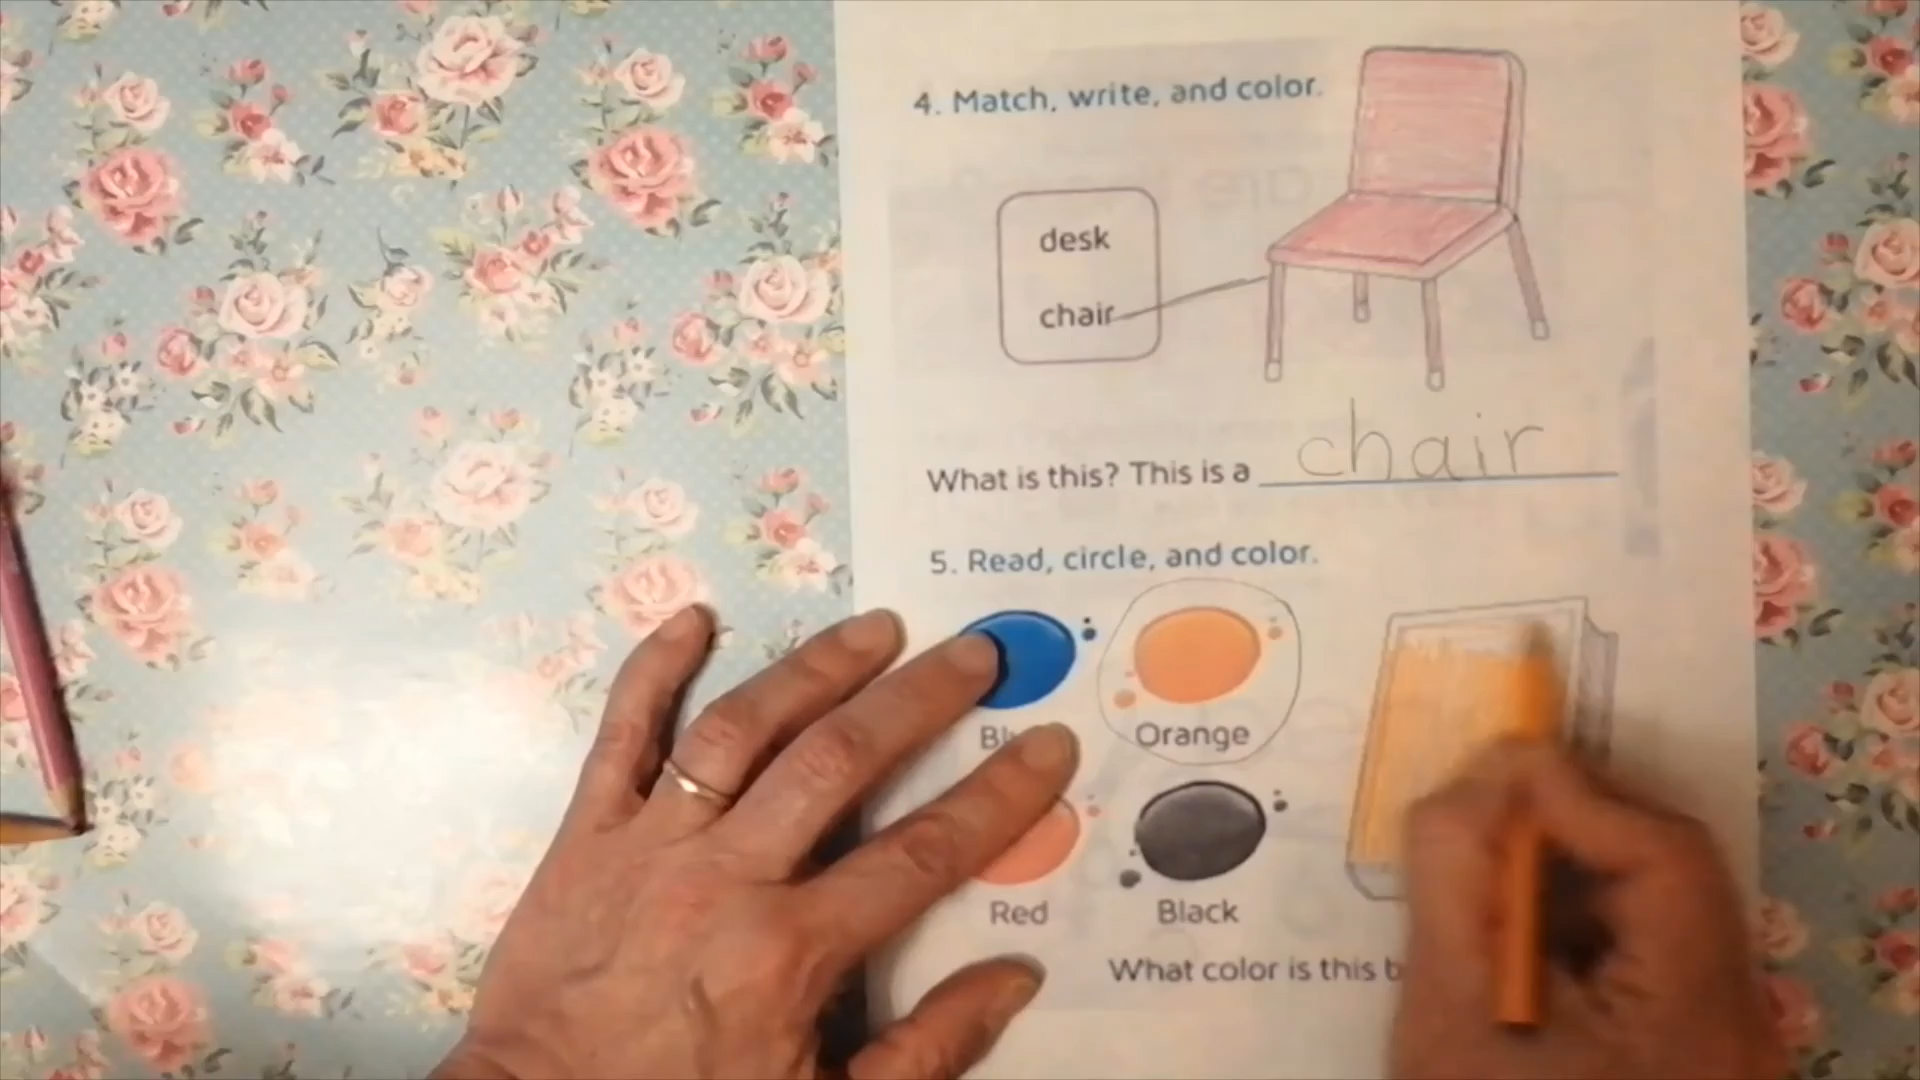 4. Match, write, and color.
desk
chair
What is this? This is a chair
5. Read, circle, and color.
Orange
Red
Black
What color is this